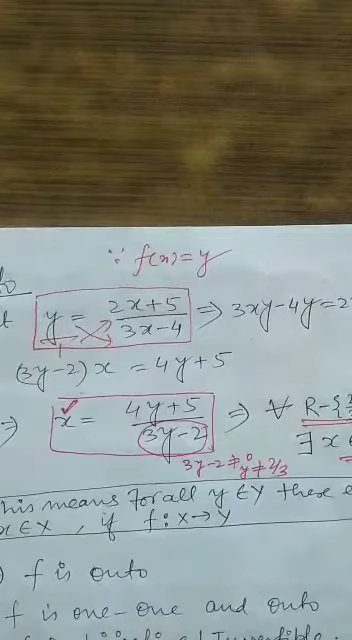 ∵ f(x)=y
y = 2x+5/3x-4 ⇒ 3xy-4y=2
(3y-2)x = 4y+5
⇒ x = 4y+5/3y-2 ⇒ ∀ R-{
3y-2≠0 y≠2/3 ∃ x
his means for all y ∈ Y there e
x ∈ X , if f: X→Y
) f is onto
f is one-one and onto